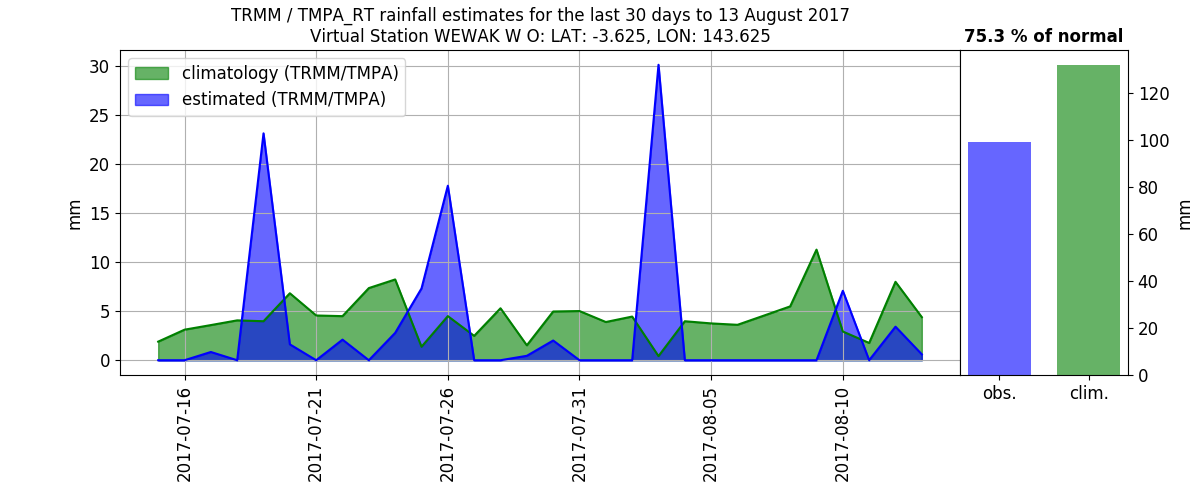 TRMM / TMPA_RT rainfall estimates for the last 30 days to 13 August 2017
Virtual Station WEWAK W O: LAT: -3.625, LON: 143.625
75.3 % of normal
climatology (TRMM/TMPA)
estimated (TRMM/TMPA)
mm
30
25
20
15
10
5
0
2017-07-16
2017-07-21
2017-07-26
2017-07-31
2017-08-05
2017-08-10
obs.
clim.
120
100
80
60
40
20
0
mm